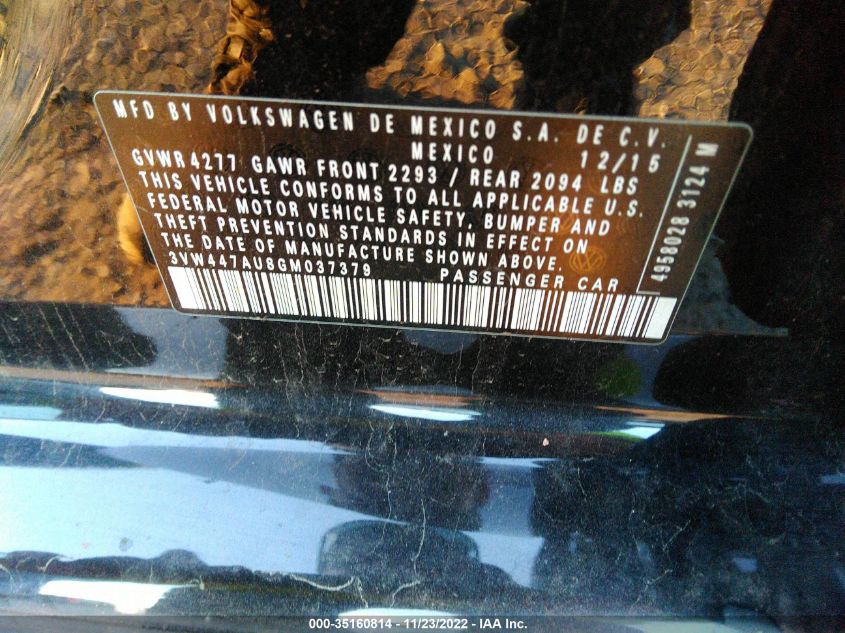 MFD BY VOLKSWAGEN DE MEXICO S.A. DE C.V.
MEXICO 12/15
GVWR4277 GAWR FRONT 2293 / REAR 2094 LBS
THIS VEHICLE CONFORMS TO ALL APPLICABLE U.S.
FEDERAL MOTOR VEHICLE SAFETY, BUMPER AND
THEFT PREVENTION STANDARDS IN EFFECT ON
THE DATE OF MANUFACTURE SHOWN ABOVE.
3VW447AU8GM037379 PASSENGER CAR
4958028 3124 M
000-35160814 - 11/23/2022 - IAA Inc.